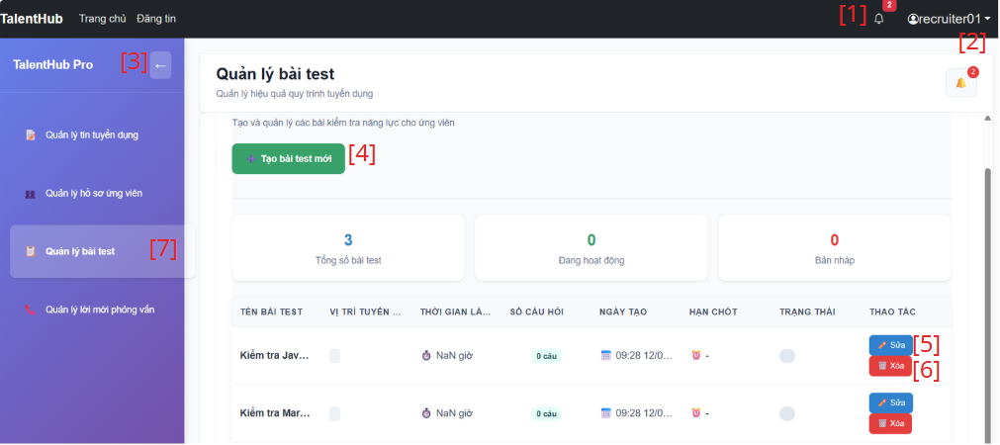 TalentHub Trang chủ Đăng tin [1] 2 recruiter01
[2]
TalentHub Pro [3] ←
Quản lý bài test
Quản lý hiệu quả quy trình tuyển dụng
2
Quản lý tin tuyển dụng
Quản lý hồ sơ ứng viên
Quản lý bài test [7]
Quản lý lời mời phỏng vấn
Tạo và quản lý các bài kiểm tra năng lực cho ứng viên
Tạo bài test mới [4]
3
Tổng số bài test
0
Đang hoạt động
0
Bản nháp
TÊN BÀI TEST VỊ TRÍ TUYỂN ... THỜI GIAN LÀ... SỐ CÂU HỎI NGÀY TẠO HẠN CHÓT TRẠNG THÁI THAO TÁC
Kiểm tra Jav... NaN giờ 0 câu 09:28 12/0... - Sửa [5]
Xóa [6]
Kiểm tra Mar... NaN giờ 0 câu 09:28 12/0... - Sửa
Xóa